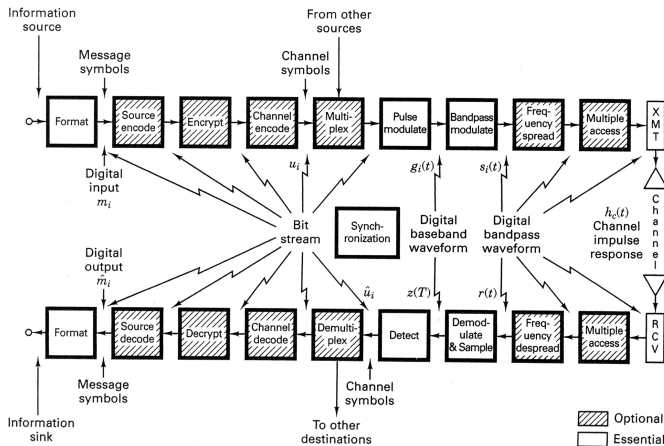 Information
source
From other
sources
Message
symbols
Channel
symbols
Format
Source
encode
Encrypt
Channel
encode
Multi-
plex
Pulse
modulate
Bandpass
modulate
Freq-
uency
spread
Multiple
access
X
M
T
Digital
input
m_i
u_i
g_i(t)
s_i(t)
Bit
stream
Synch-
ronization
Digital
baseband
waveform
Digital
bandpass
waveform
h_c(t)
Channel
impulse
response
C
h
a
n
n
e
l
Digital
output
m̂_i
û_i
z(T)
r(t)
Format
Source
decode
Decrypt
Channel
decode
Demulti-
plex
Detect
Demod-
ulate
& Sample
Freq-
uency
despread
Multiple
access
R
C
V
Message
symbols
Channel
symbols
Information
sink
To other
destinations
Optional
Essential